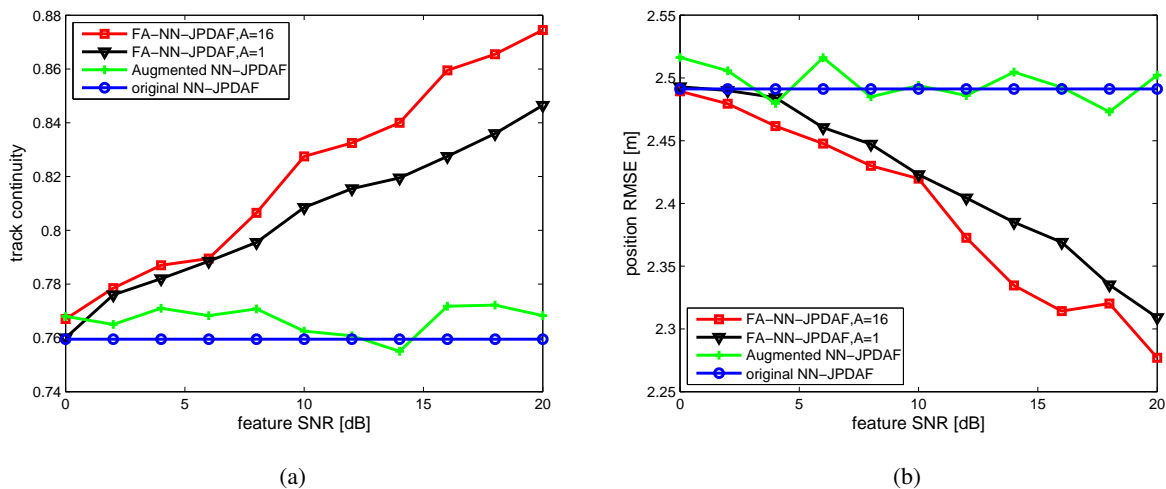 0.88
0.86
0.84
0.82
0.8
0.78
0.76
0.74
track continuity
FA−NN−JPDAF,A=16
FA−NN−JPDAF,A=1
Augmented NN−JPDAF
original NN−JPDAF
0 5 10 15 20
feature SNR [dB]
(a)
2.55
2.5
2.45
2.4
2.35
2.3
2.25
position RMSE [m]
FA−NN−JPDAF,A=16
FA−NN−JPDAF,A=1
Augmented NN−JPDAF
original NN−JPDAF
0 5 10 15 20
feature SNR [dB]
(b)